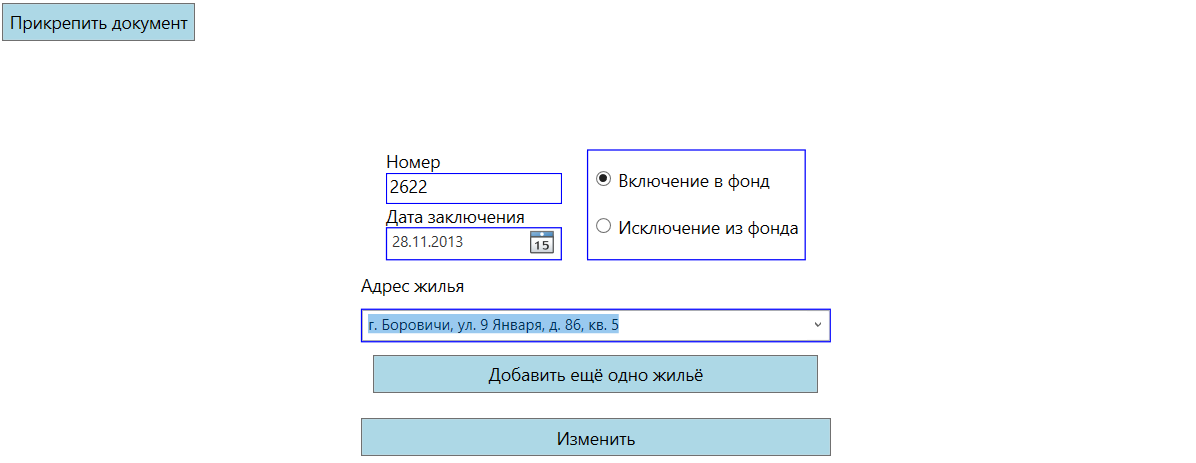 Прикрепить документ
Номер
2622
Дата заключения
28.11.2013
15
Включение в фонд
Исключение из фонда
Адрес жилья
г. Боровичи, ул. 9 Января, д. 86, кв. 5
Добавить ещё одно жильё
Изменить